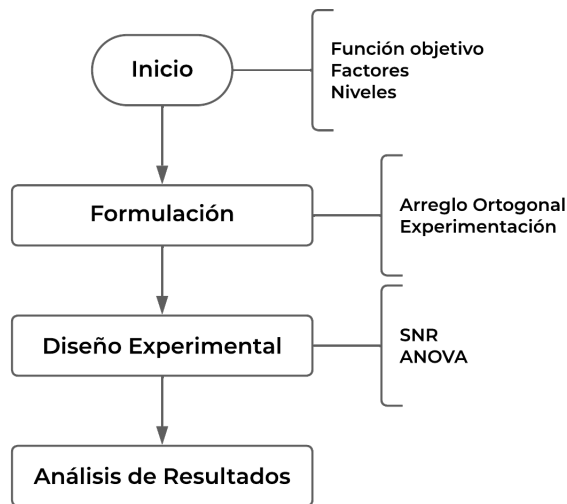 Inicio
Función objetivo
Factores
Niveles
Formulación
Arreglo Ortogonal
Experimentación
Diseño Experimental
SNR
ANOVA
Análisis de Resultados